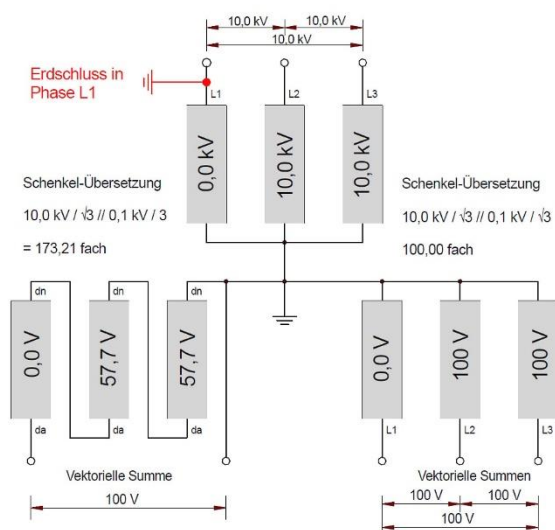 10,0 kV
10,0 kV
10,0 kV
Erdschluss in
Phase L1
L1
L2
L3
0,0 kV
10,0 kV
10,0 kV
Schenkel-Übersetzung
10,0 kV / √3 // 0,1 kV / 3
= 173,21 fach
Schenkel-Übersetzung
10,0 kV / √3 // 0,1 kV / √3
100,00 fach
dn
dn
dn
0,0 V
57,7 V
57,7 V
da
da
da
0,0 V
100 V
100 V
L1
L2
L3
Vektorielle Summe
100 V
Vektorielle Summen
100 V
100 V
100 V